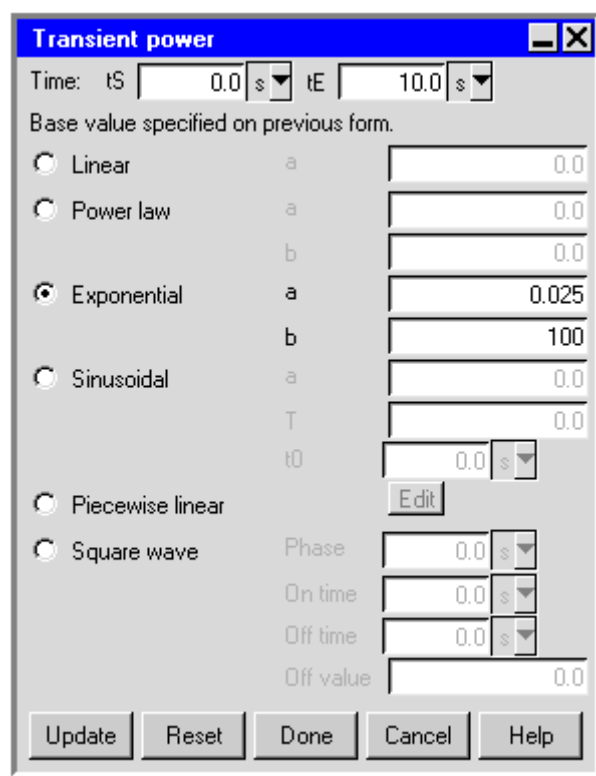 Transient power
Time: tS 0.0 s tE 10.0 s
Base value specified on previous form.
Linear a 0.0
Power law a 0.0
b 0.0
Exponential a 0.025
b 100
Sinusoidal a 0.0
T 0.0
t0 0.0 s
Piecewise linear Edit
Square wave Phase 0.0 s
On time 0.0 s
Off time 0.0 s
Off value 0.0
Update Reset Done Cancel Help